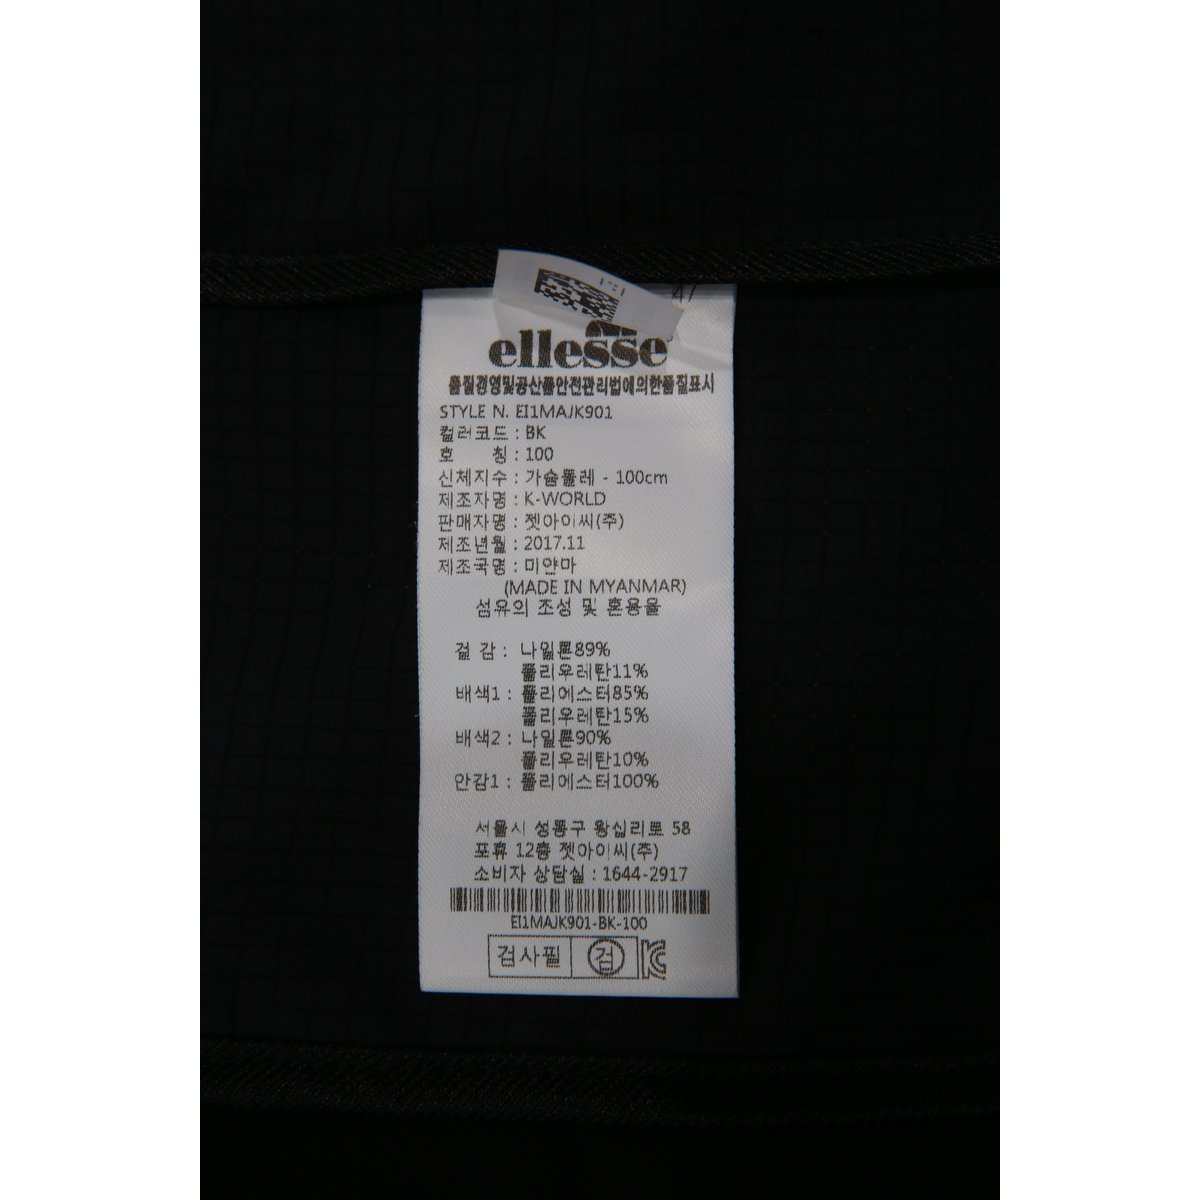 ellesse
품질경영및공산품안전관리법에의한품질표시
STYLE N. EI1MAJK901
컬러코드 : BK
호 칭 : 100
신체지수 : 가슴둘레 - 100cm
제조자명 : K-WORLD
판매자명 : 젯아이씨(주)
제조년월 : 2017.11
제조국명 : 미얀마
(MADE IN MYANMAR)
섬유의 조성 및 혼용율
겉 감 : 나일론89%
폴리우레탄11%
배색1 : 폴리에스터85%
폴리우레탄15%
배색2 : 나일론90%
폴리우레탄10%
안감1 : 폴리에스터100%
서울시 성동구 왕십리로 58
포휴 12층 젯아이씨(주)
소비자 상담실 : 1644-2917
EI1MAJK901-BK-100
검사필 검